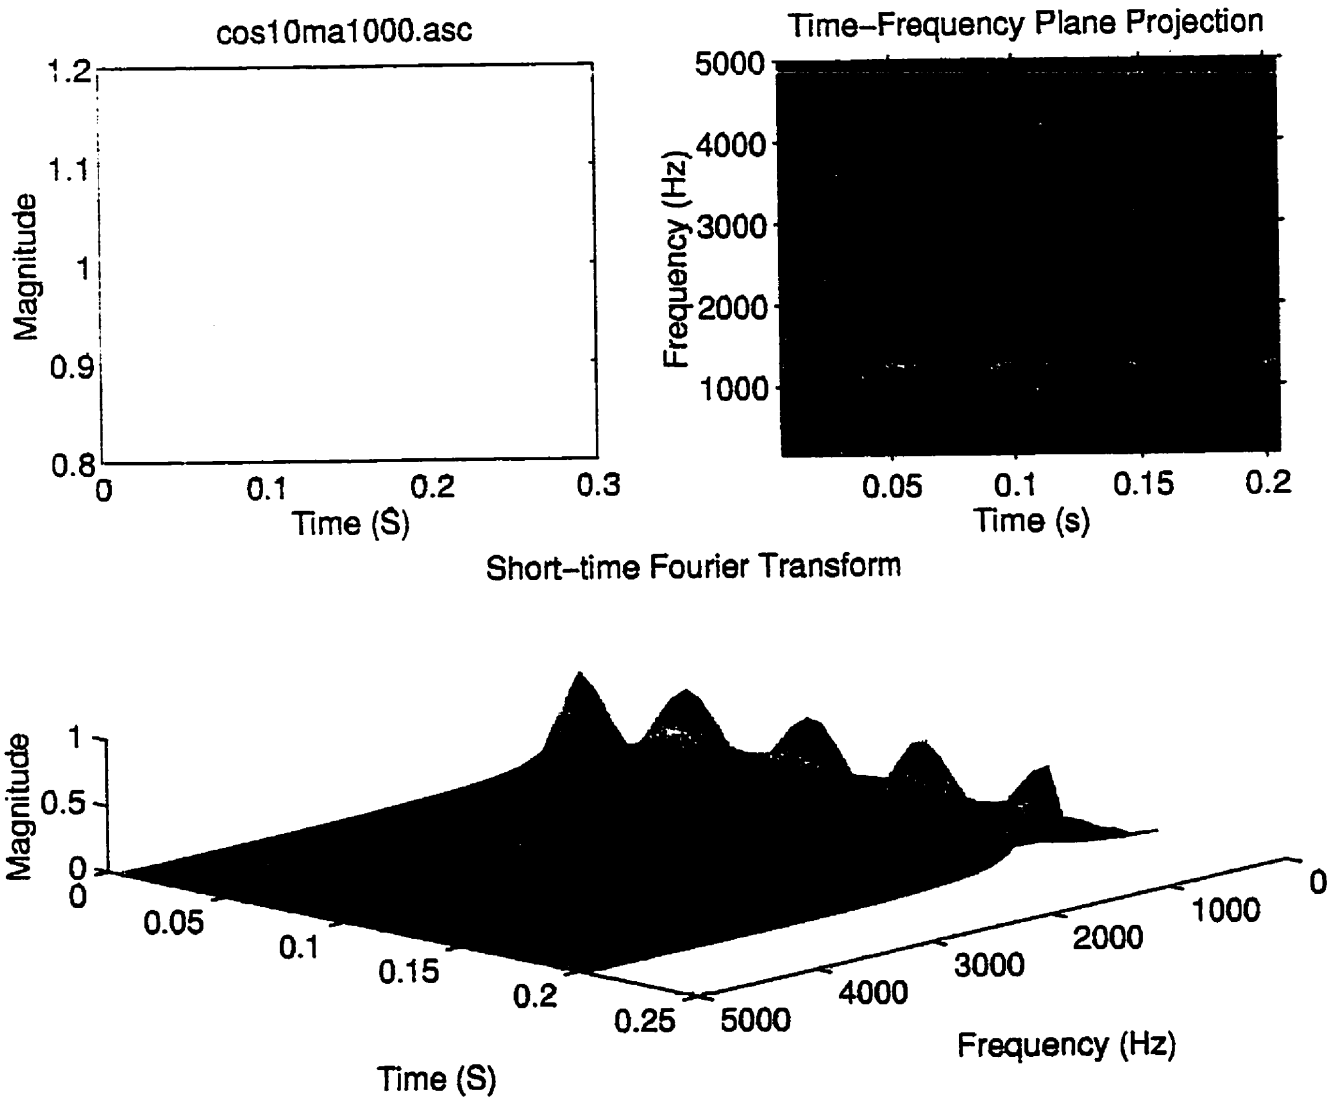 cos10ma1000.asc
Magnitude
1.2
1.1
1
0.9
0.8
0 0.1 0.2 0.3
Time (S)
Time-Frequency Plane Projection
Frequency (Hz)
5000
4000
3000
2000
1000
0.05 0.1 0.15 0.2
Time (s)
Short-time Fourier Transform
Magnitude
1
0.5
0
0 0.05 0.1 0.15 0.2 0.25
Time (S)
5000 4000 3000 2000 1000 0
Frequency (Hz)